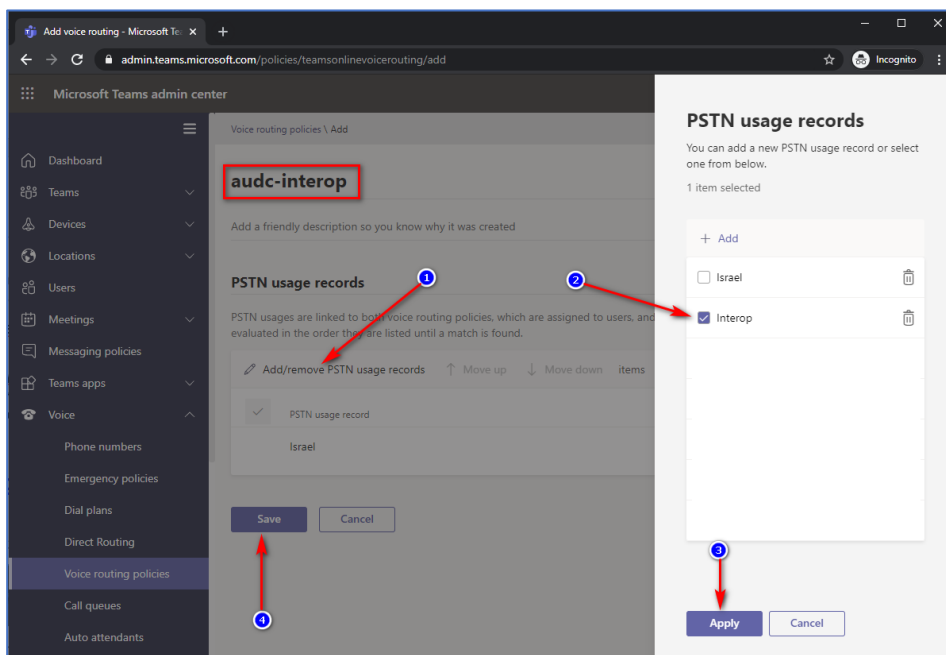 Add voice routing - Microsoft Te
admin.teams.microsoft.com/policies/teamsonlinevoicerouting/add
Incognito
Microsoft Teams admin center
Dashboard
Teams
Devices
Locations
Users
Meetings
Messaging policies
Teams apps
Voice
Phone numbers
Emergency policies
Dial plans
Direct Routing
Voice routing policies
Call queues
Auto attendants
Voice routing policies \ Add
audc-interop
Add a friendly description so you know why it was created
PSTN usage records
PSTN usages are linked to both voice routing policies, which are assigned to users, and
evaluated in the order they are listed until a match is found.
Add/remove PSTN usage records Move up Move down items
PSTN usage record
Israel
Save Cancel
1
2
4
PSTN usage records
You can add a new PSTN usage record or select
one from below.
1 item selected
+ Add
Israel
Interop
3
Apply Cancel